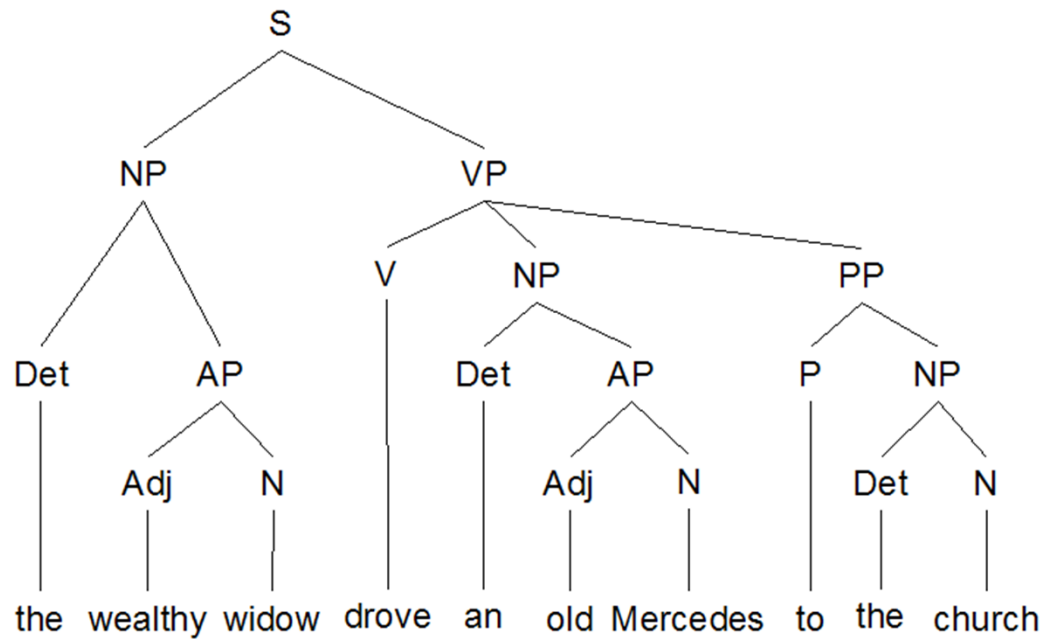 S
NP VP
V NP PP
Det AP Det AP P NP
Adj N Adj N Det N
the wealthy widow drove an old Mercedes to the church